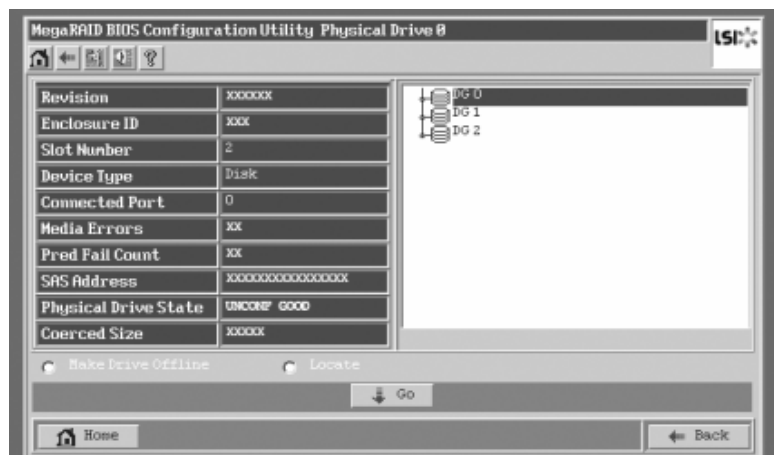 MegaRAID BIOS Configuration Utility Physical Drive 0
LSI
Revision XXXXXX
Enclosure ID XXX
Slot Number 2
Device Type Disk
Connected Port 0
Media Errors XX
Pred Fail Count XX
SAS Address XXXXXXXXXXXXXXXX
Physical Drive State UNCONF GOOD
Coerced Size XXXXX
DG 0
DG 1
DG 2
Make Drive Offline Locate
Go
Home Back